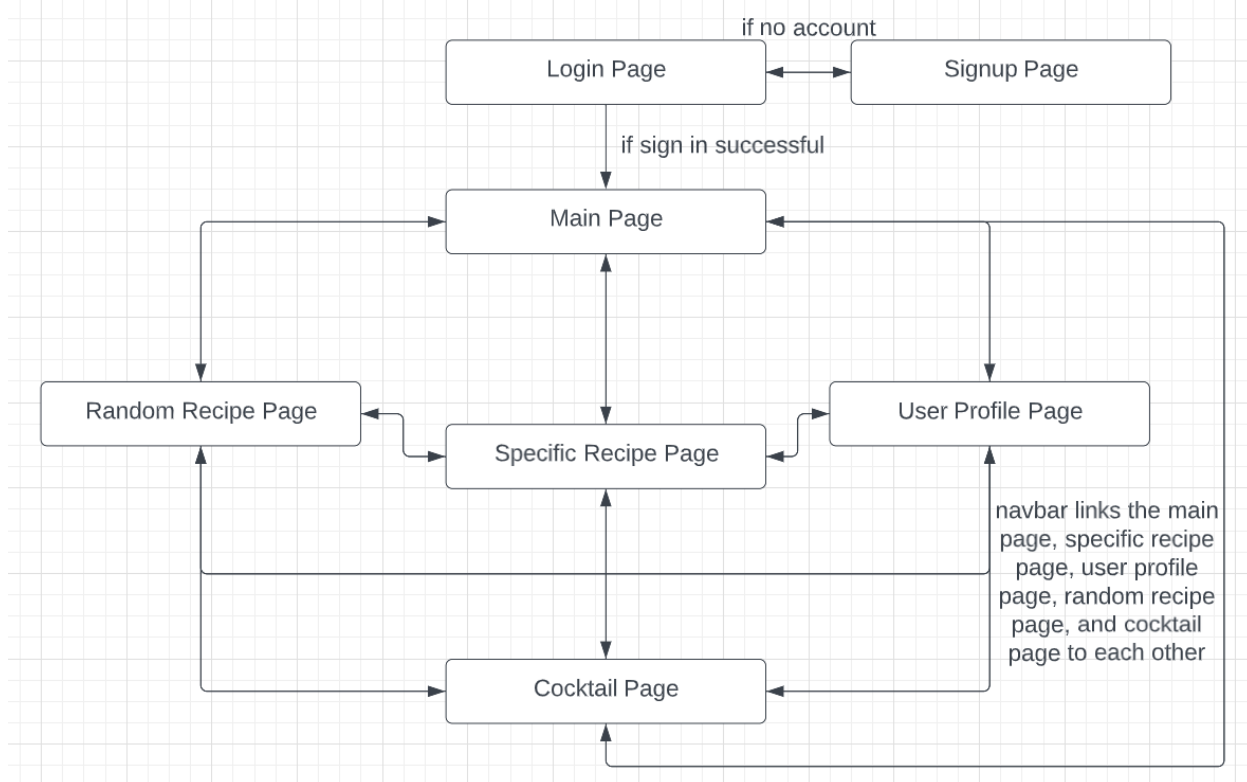 if no account
Login Page
Signup Page
if sign in successful
Main Page
Random Recipe Page
User Profile Page
Specific Recipe Page
navbar links the main
page, specific recipe
page, user profile
page, random recipe
page, and cocktail
page to each other
Cocktail Page